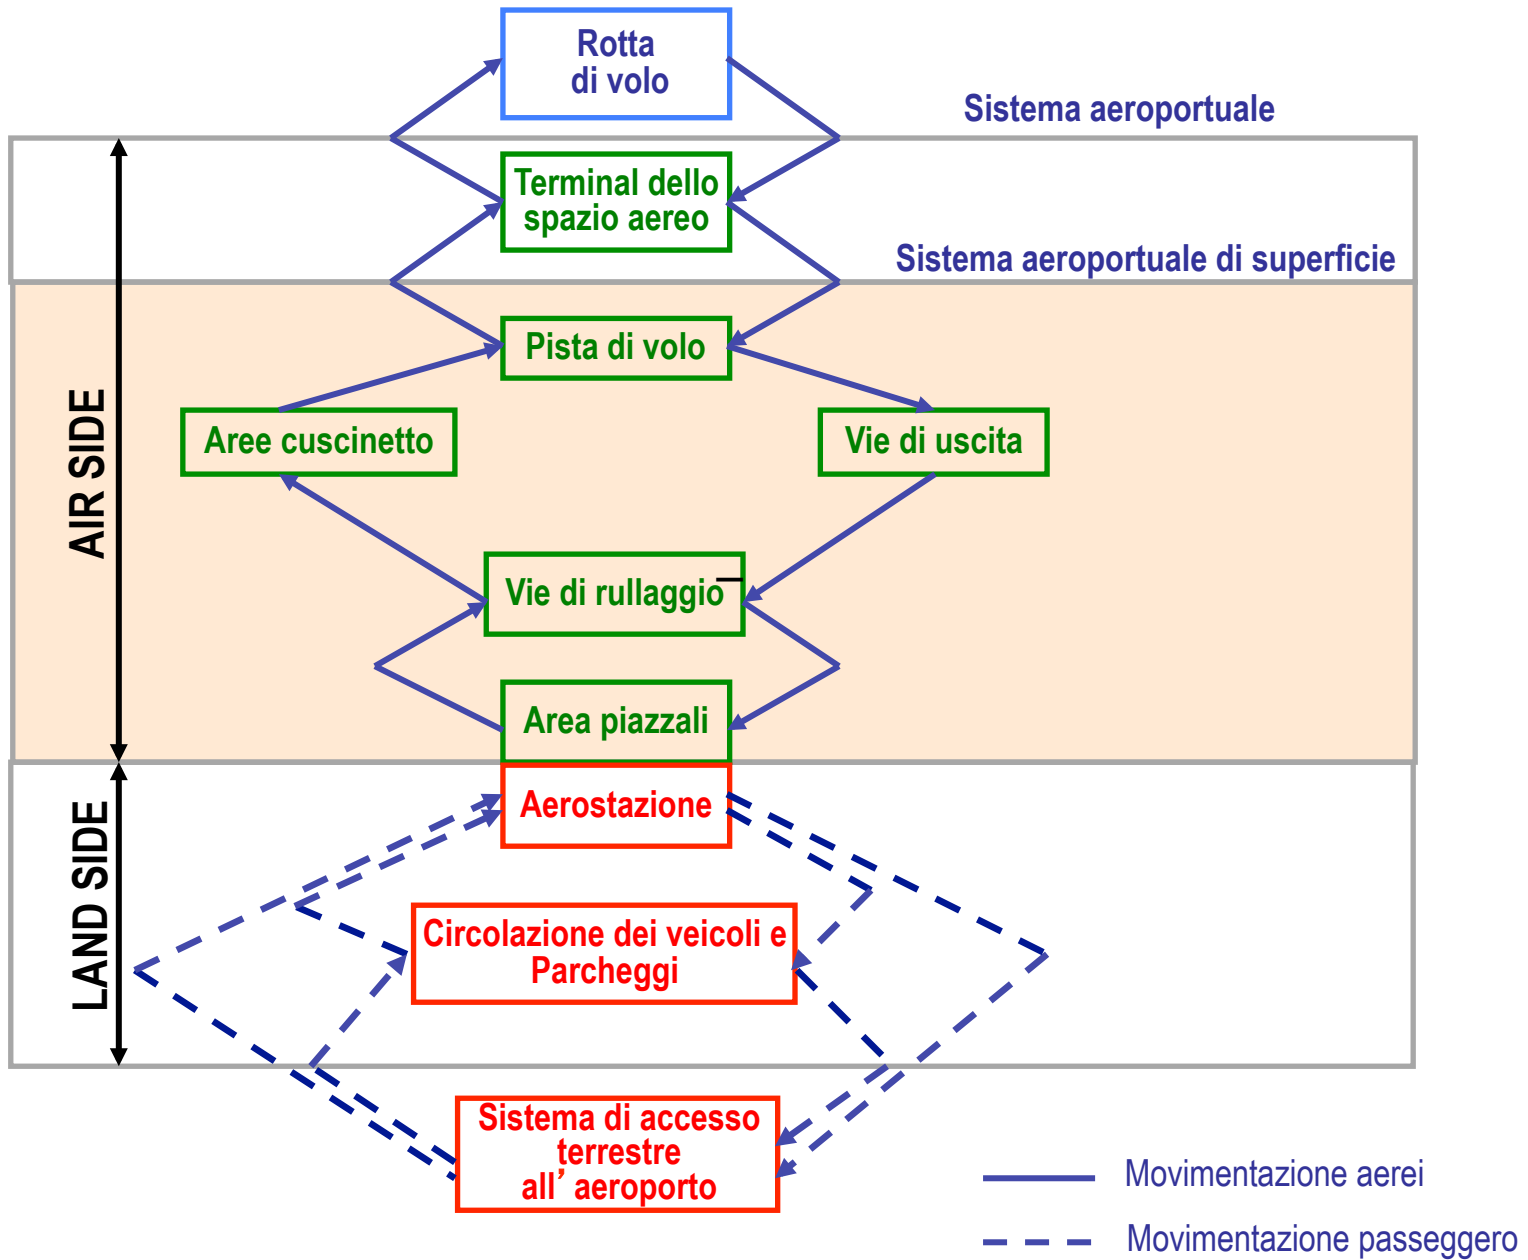 Rotta
di volo
Sistema aeroportuale
Terminal dello
spazio aereo
Sistema aeroportuale di superficie
Pista di volo
AIR SIDE
Aree cuscinetto
Vie di uscita
Vie di rullaggio
Area piazzali
LAND SIDE
Aerostazione
Circolazione dei veicoli e
Parcheggi
Sistema di accesso
terrestre
all’ aeroporto
Movimentazione aerei
Movimentazione passeggero